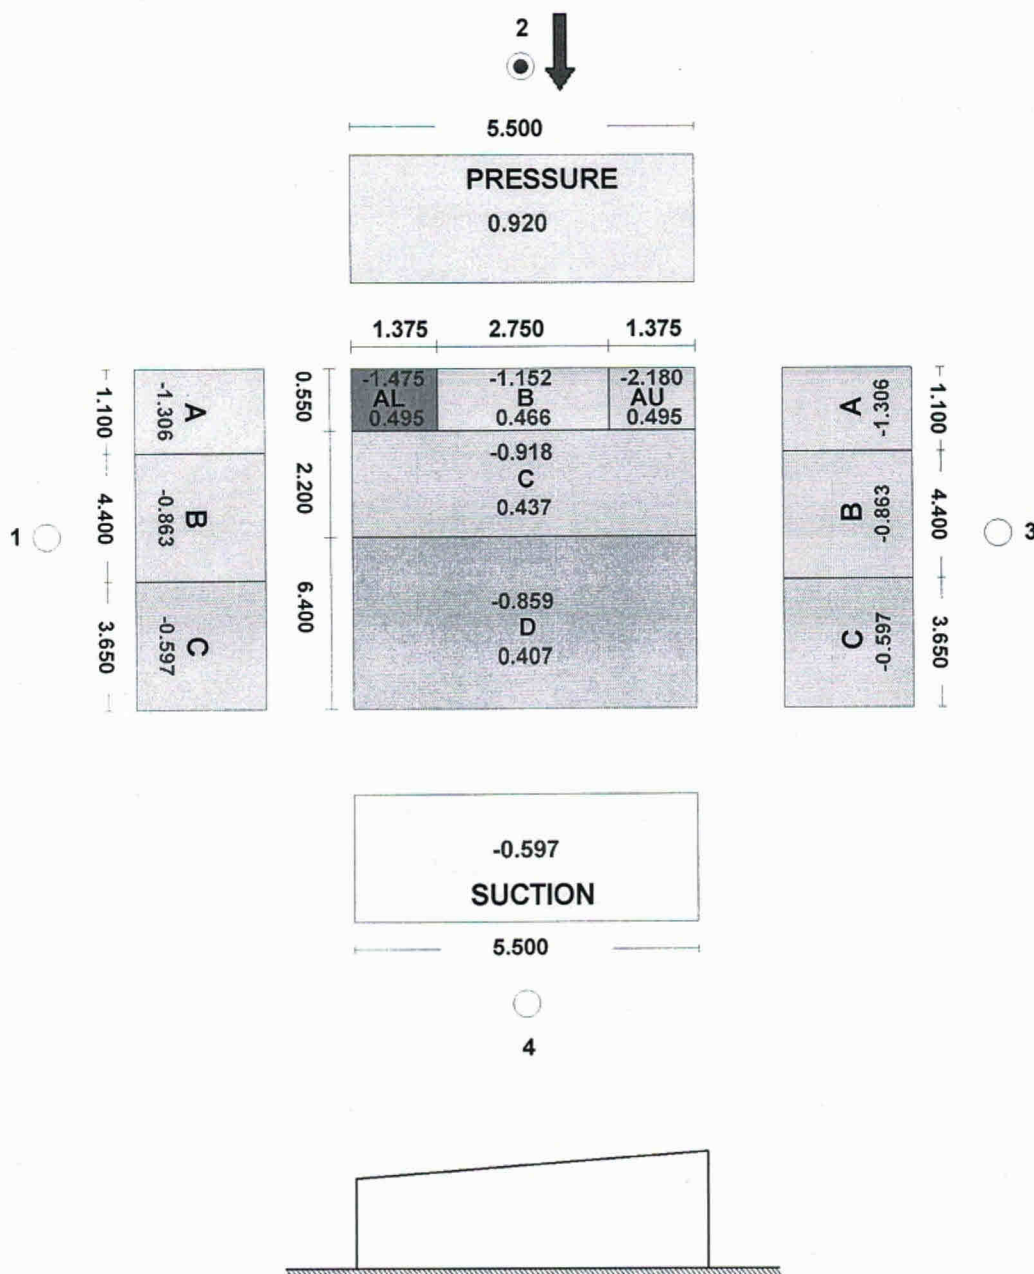 2
5.500
PRESSURE
0.920
1.375 2.750 1.375
0.550
2.200
6.400
-1.475
AL
0.495
-1.152
B
0.466
-2.180
AU
0.495
-0.918
C
0.437
-0.859
D
0.407
1
1.100
4.400
3.650
A
-1.306
B
-0.863
C
-0.597
A
-1.306
B
-0.863
C
-0.597
1.100
4.400
3.650
3
-0.597
SUCTION
5.500
4